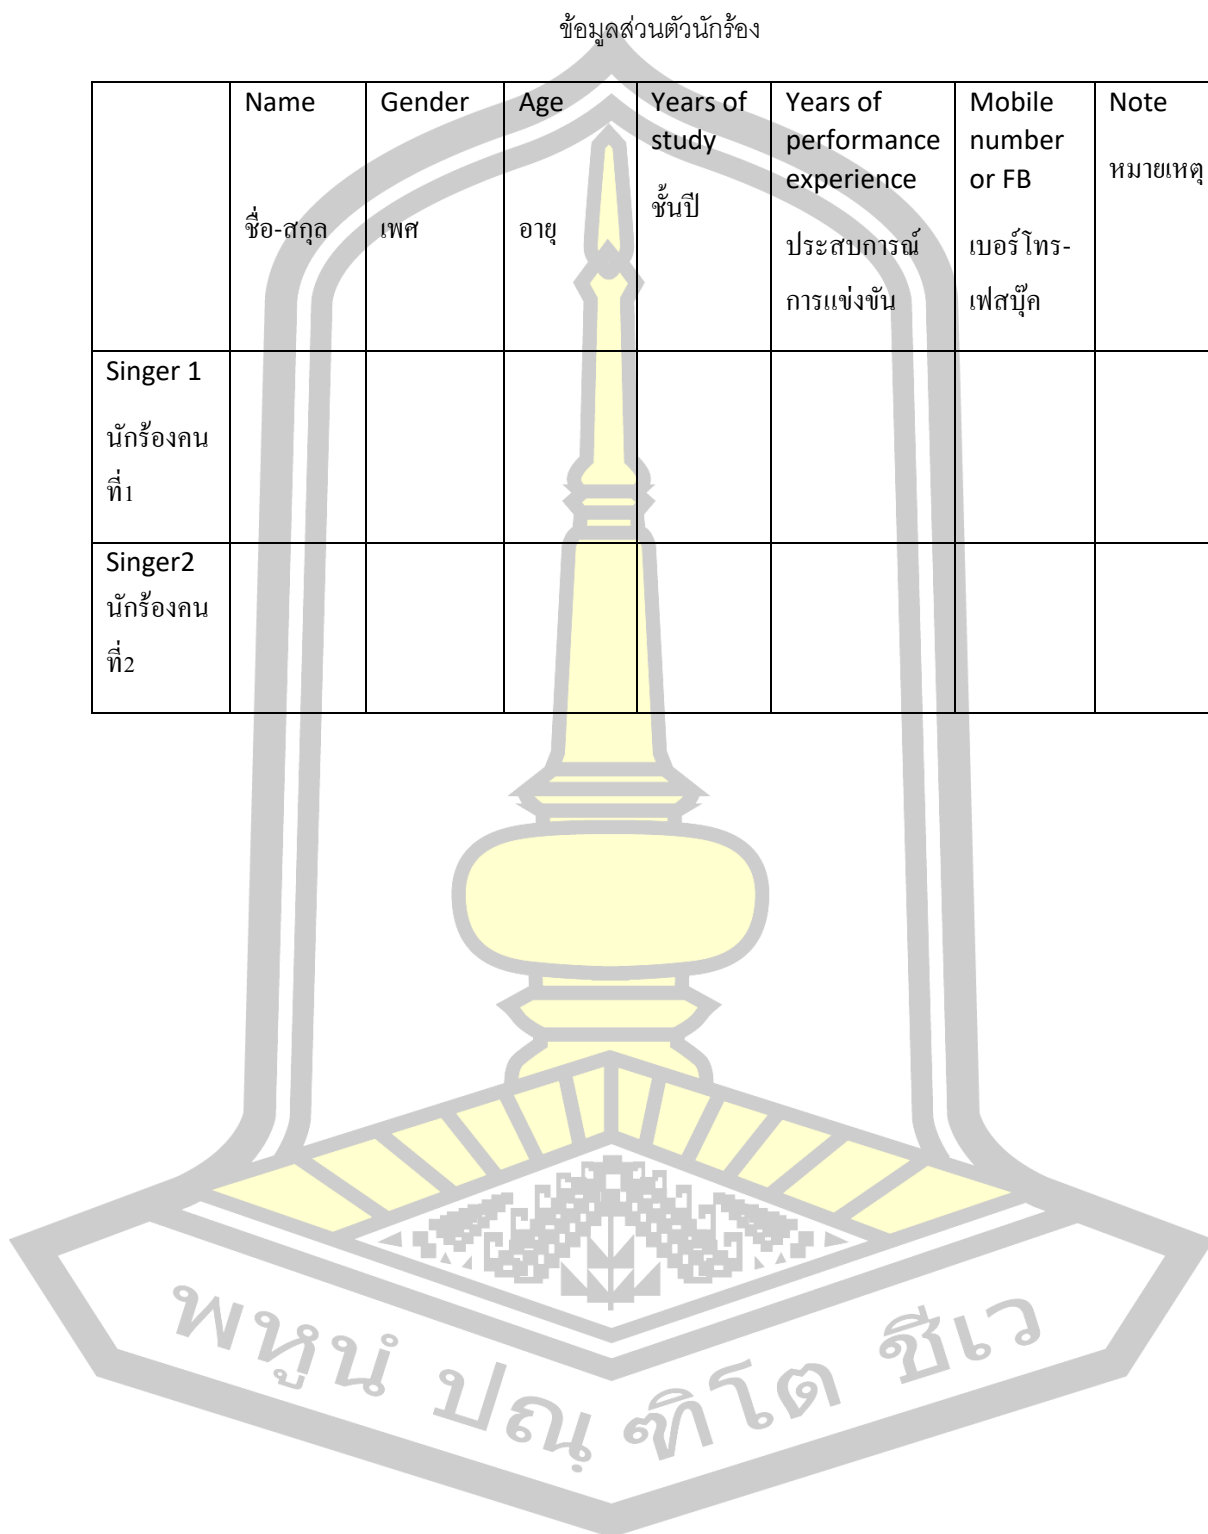 ข้อมูลส่วนตัวนักร้อง
Name
ชื่อ-สกุล
Gender
เพศ
Age
อายุ
Years of
study
ชั้นปี
Years of
performance
experience
ประสบการณ์
การแข่งขัน
Mobile
number
or FB
เบอร์โทร-
เฟสบุ๊ค
Note
หมายเหตุ
Singer 1
นักร้องคน
ที่1
Singer2
นักร้องคน
ที่2
พหูนํ ปณฺฑิโต ชีเว